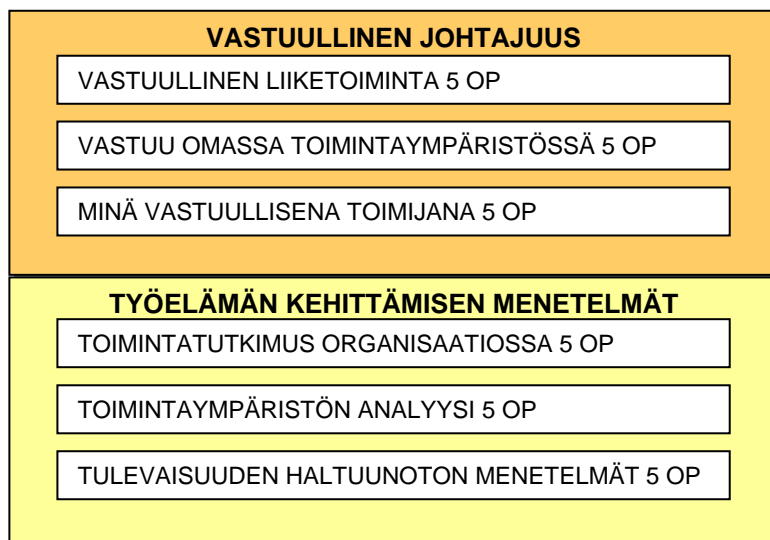 VASTUULLINEN JOHTAJUUS
VASTUULLINEN LIIKETOIMINTA 5 OP
VASTUU OMASSA TOIMINTAYMPÄRISTÖSSÄ 5 OP
MINÄ VASTUULLISENA TOIMIJANA 5 OP
TYÖELÄMÄN KEHITTÄMISEN MENETELMÄT
TOIMINTATUTKIMUS ORGANISAATIOSSA 5 OP
TOIMINTAYMPÄRISTÖN ANALYYSI 5 OP
TULEVAISUUDEN HALTUUNOTON MENETELMÄT 5 OP